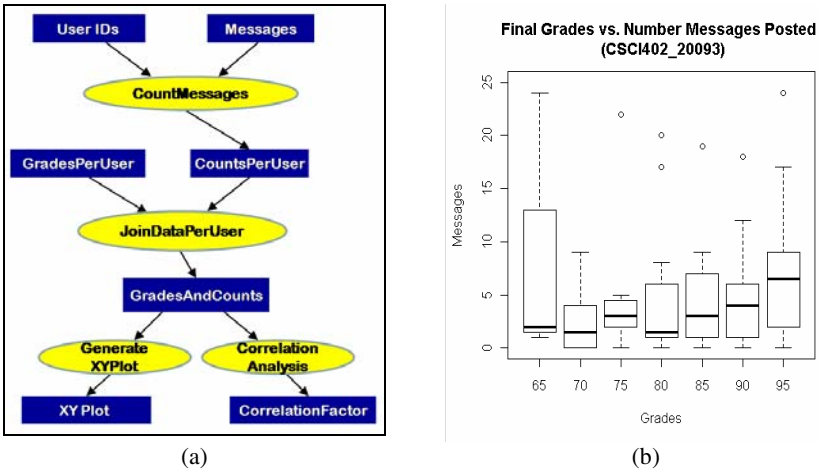 User IDs
Messages
CountMessages
GradesPerUser
CountsPerUser
JoinDataPerUser
GradesAndCounts
Generate
XYPlot
Correlation
Analysis
XY Plot
CorrelationFactor
(a)
Final Grades vs. Number Messages Posted
(CSCI402_20093)
Messages
25
20
15
10
5
0
65 70 75 80 85 90 95
Grades
(b)